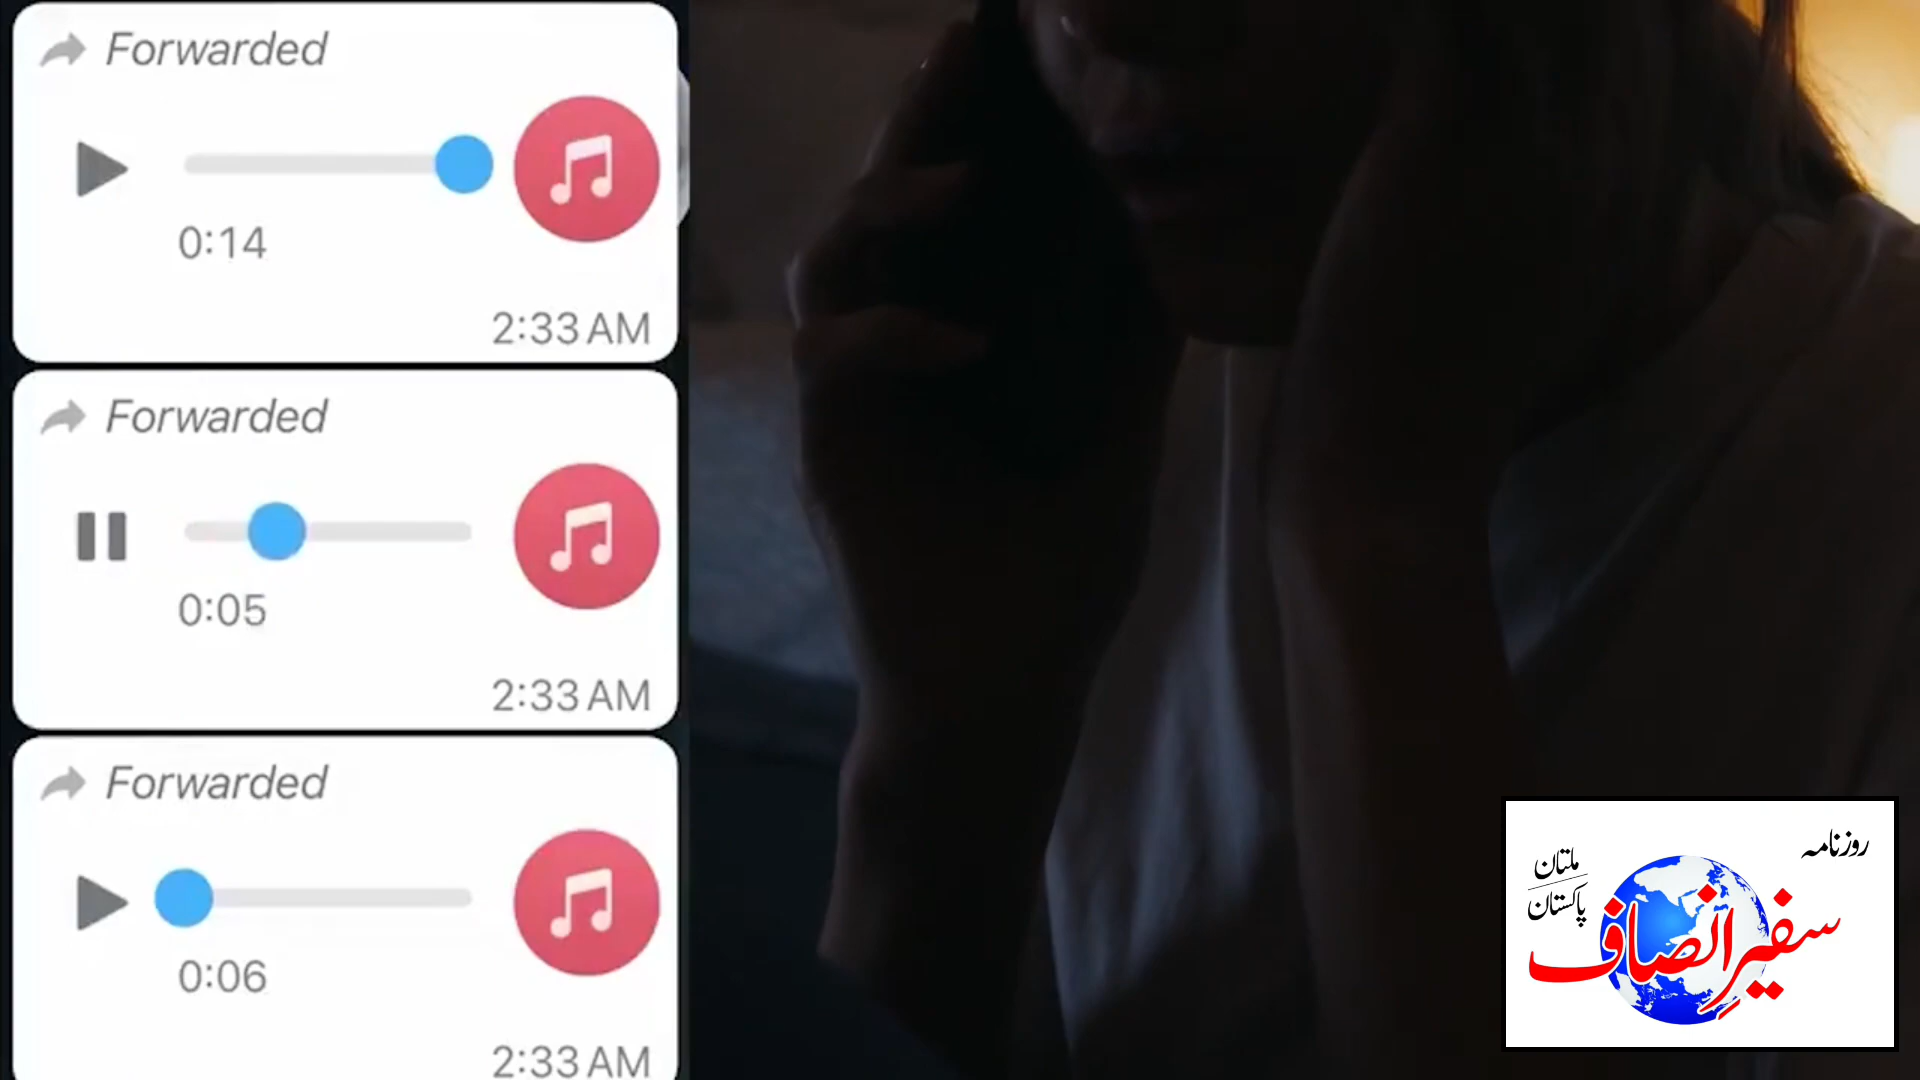 Forwarded
0:14
2:33 AM
Forwarded
0:05
2:33 AM
Forwarded
0:06
2:33 AM
روزنامہ
ملتان
پاکستان
سفیرِ انصاف